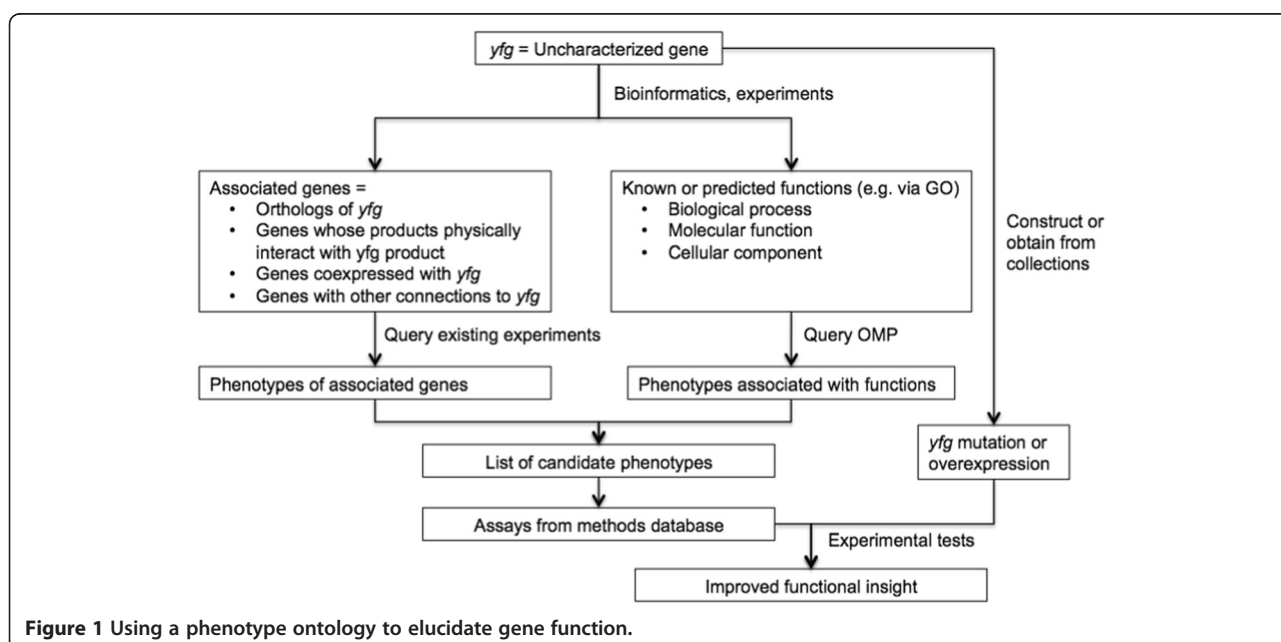 yfg = Uncharacterized gene
Bioinformatics, experiments
Associated genes =
• Orthologs of yfg
• Genes whose products physically
interact with yfg product
• Genes coexpressed with yfg
• Genes with other connections to yfg
Known or predicted functions (e.g. via GO)
• Biological process
• Molecular function
• Cellular component
Construct or
obtain from
collections
Query existing experiments
Query OMP
Phenotypes of associated genes
Phenotypes associated with functions
yfg mutation or
overexpression
List of candidate phenotypes
Assays from methods database
Experimental tests
Improved functional insight
Figure 1 Using a phenotype ontology to elucidate gene function.